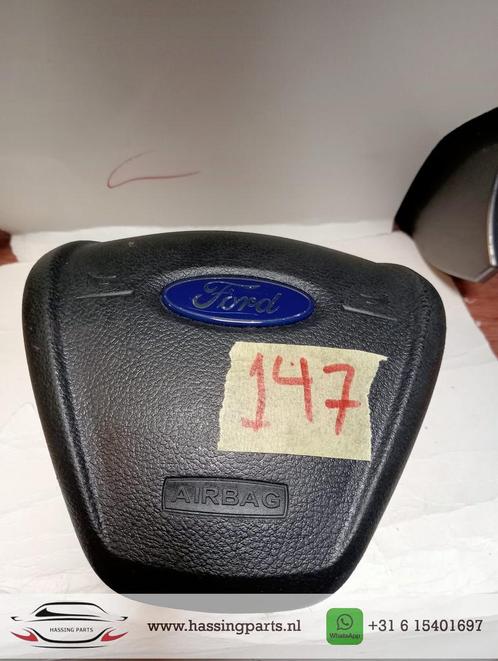 Ford
147
AIRBAG
HASSING PARTS
www.hassingparts.nl
WhatsApp
+31 6 15401697